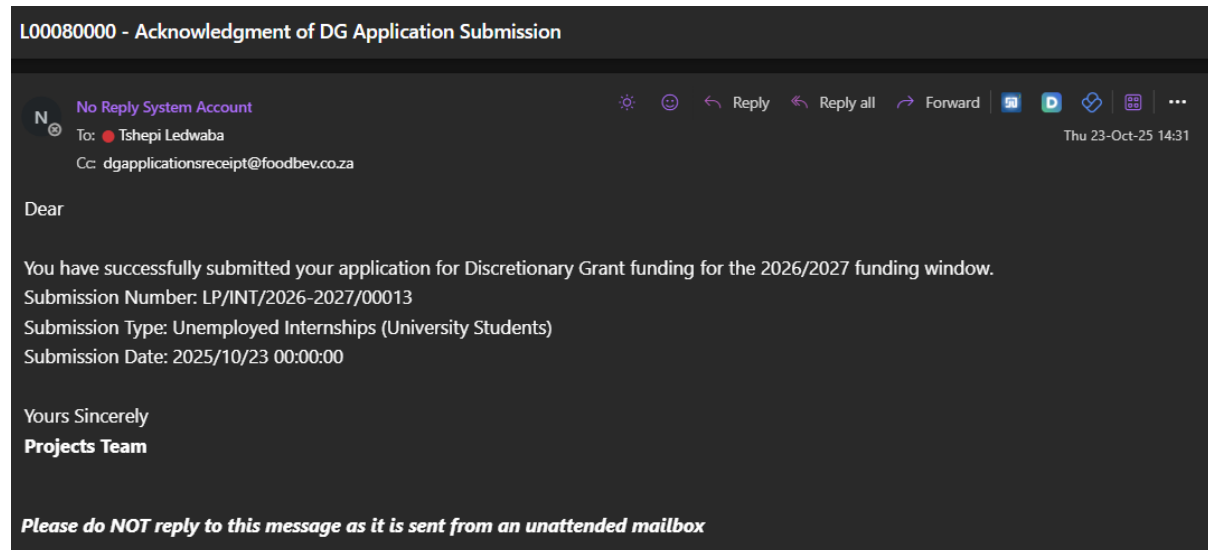 L00080000 - Acknowledgment of DG Application Submission
N
No Reply System Account
Reply
Reply all
Forward
D
To: Tshepi Ledwaba
Thu 23-Oct-25 14:31
Cc: dgapplicationsreceipt@foodbev.co.za
Dear
You have successfully submitted your application for Discretionary Grant funding for the 2026/2027 funding window.
Submission Number: LP/INT/2026-2027/00013
Submission Type: Unemployed Internships (University Students)
Submission Date: 2025/10/23 00:00:00
Yours Sincerely
Projects Team
Please do NOT reply to this message as it is sent from an unattended mailbox